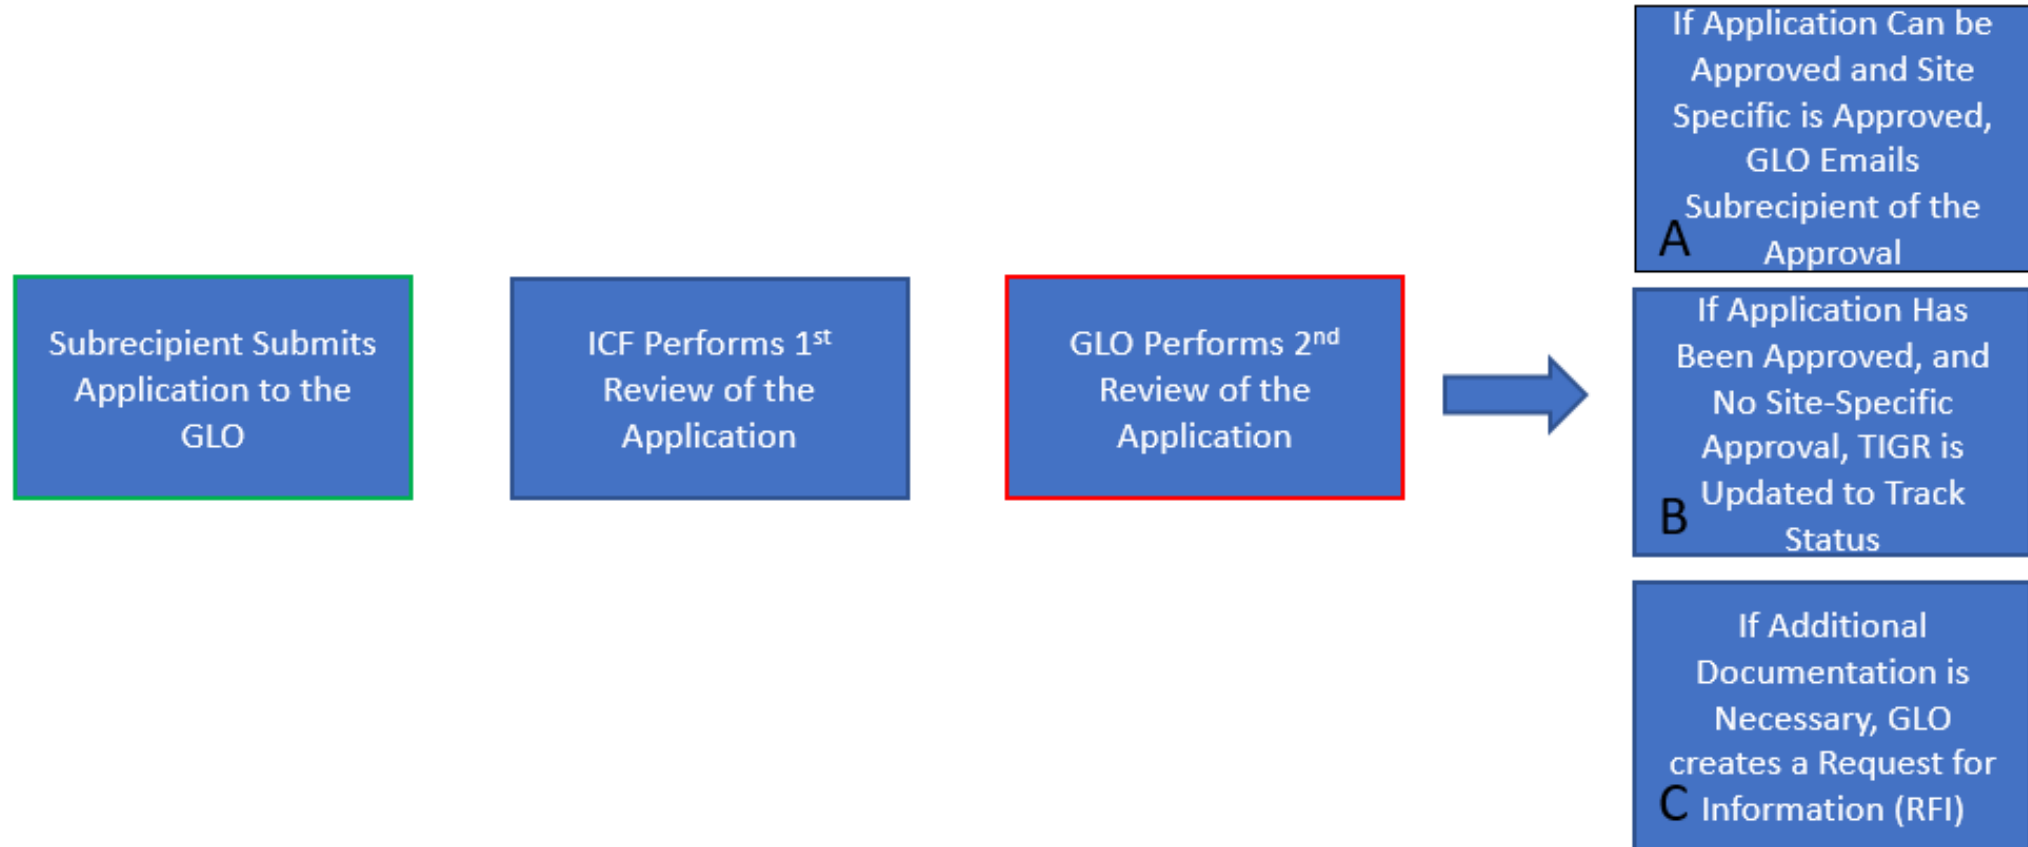 Subrecipient Submits
Application to the
GLO
ICF Performs 1st
Review of the
Application
GLO Performs 2nd
Review of the
Application
If Application Can be
Approved and Site
Specific is Approved,
GLO Emails
Subrecipient of the
Approval
A
If Application Has
Been Approved, and
No Site-Specific
Approval, TIGR is
Updated to Track
Status
B
If Additional
Documentation is
Necessary, GLO
creates a Request for
Information (RFI)
C